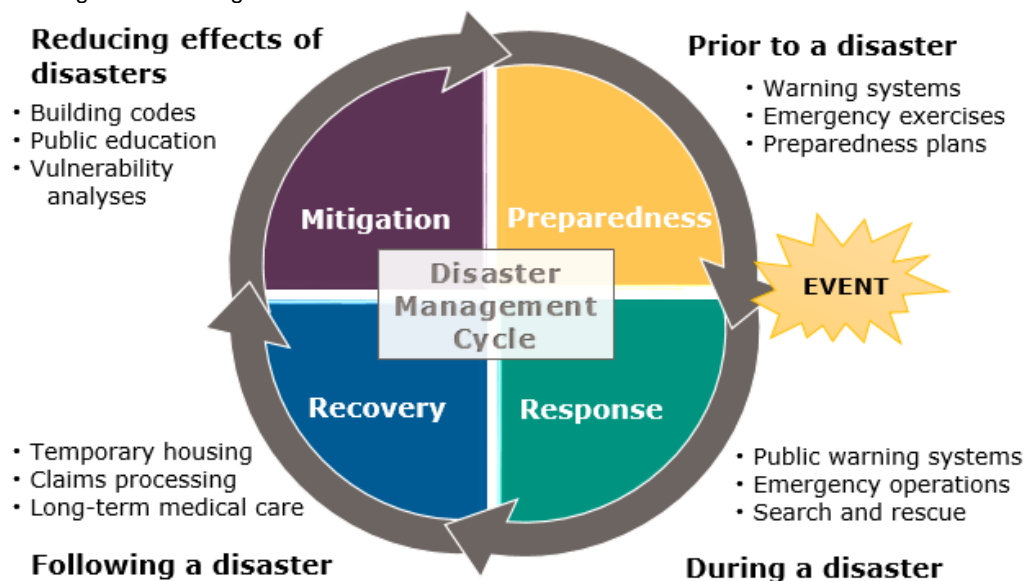 Reducing effects of
disasters
• Building codes
• Public education
• Vulnerability
analyses
Prior to a disaster
• Warning systems
• Emergency exercises
• Preparedness plans
Mitigation
Preparedness
Disaster
Management
Cycle
EVENT
Recovery
Response
• Temporary housing
• Claims processing
• Long-term medical care
Following a disaster
• Public warning systems
• Emergency operations
• Search and rescue
During a disaster